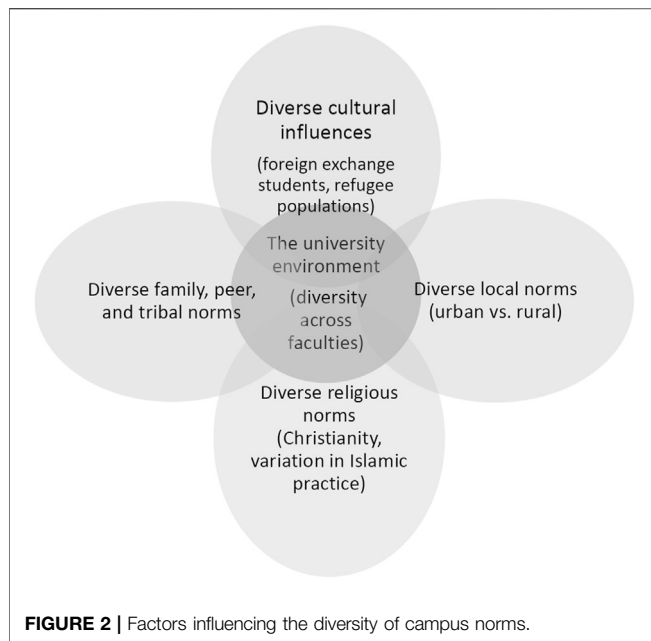 Diverse cultural
influences
(foreign exchange
students, refugee
populations)
The university
environment
(diversity
across
faculties)
Diverse family, peer,
and tribal norms
Diverse local norms
(urban vs. rural)
Diverse religious
norms
(Christianity,
variation in Islamic
practice)
FIGURE 2 | Factors influencing the diversity of campus norms.